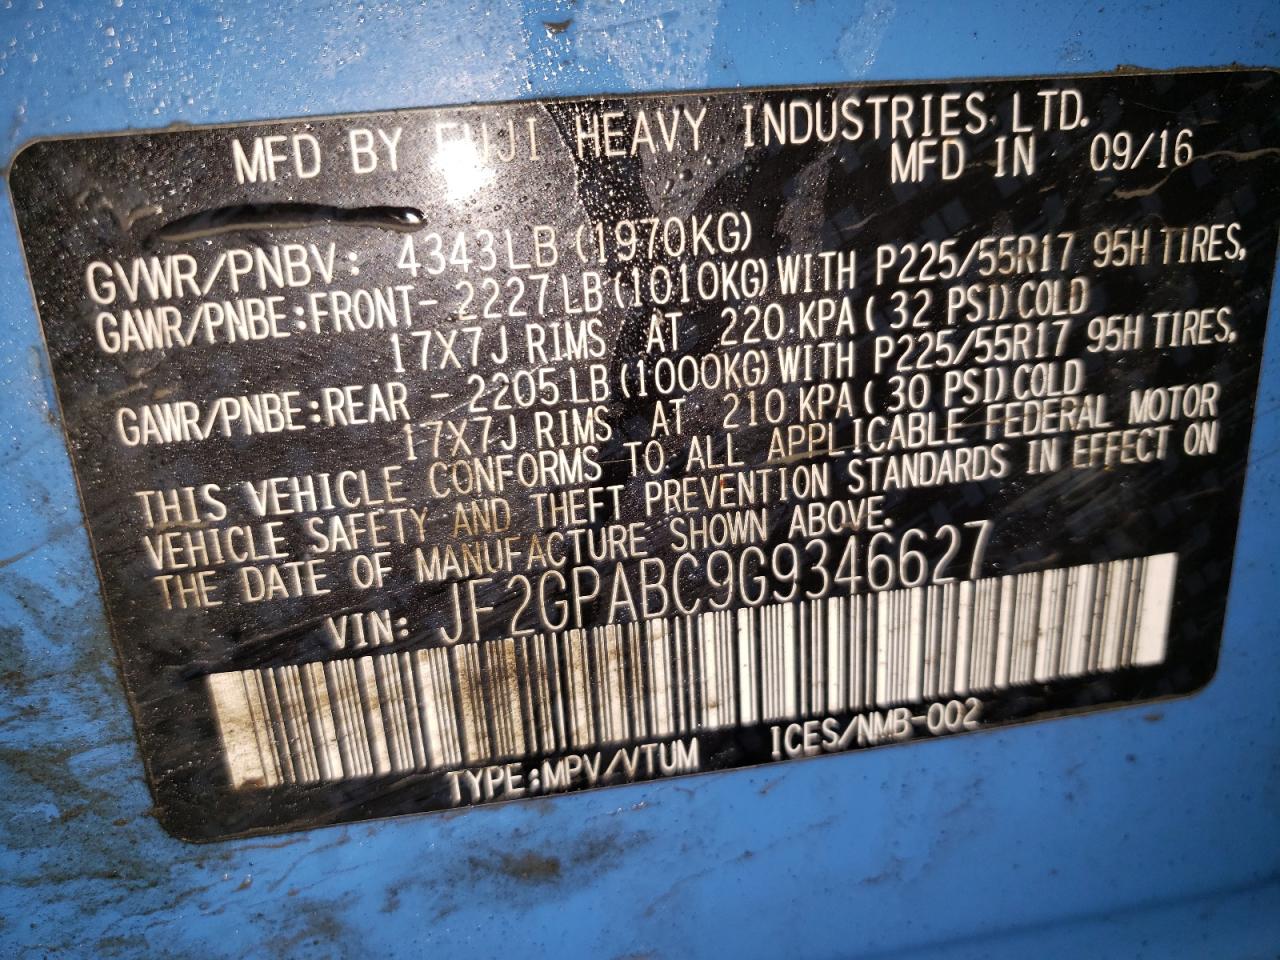 MFD BY FUJI HEAVY INDUSTRIES LTD.
MFD IN 09/16
GVWR/PNBV: 4343LB (1970KG)
GAWR/PNBE:FRONT- 2227LB(1010KG) WITH P225/55R17 95H TIRES,
17X7J RIMS AT 220 KPA( 32 PSI) COLD
GAWR/PNBE:REAR - 2205LB(1000KG) WITH P225/55R17 95H TIRES,
17X7J RIMS AT 210 KPA( 30 PSI) COLD
THIS VEHICLE CONFORMS TO ALL APPLICABLE FEDERAL MOTOR
VEHICLE SAFETY AND THEFT PREVENTION STANDARDS IN EFFECT ON
THE DATE OF MANUFACTURE SHOWN ABOVE.
VIN: JF2GPABC9G9346627
TYPE:MPV/VTUM ICES/NMB-002